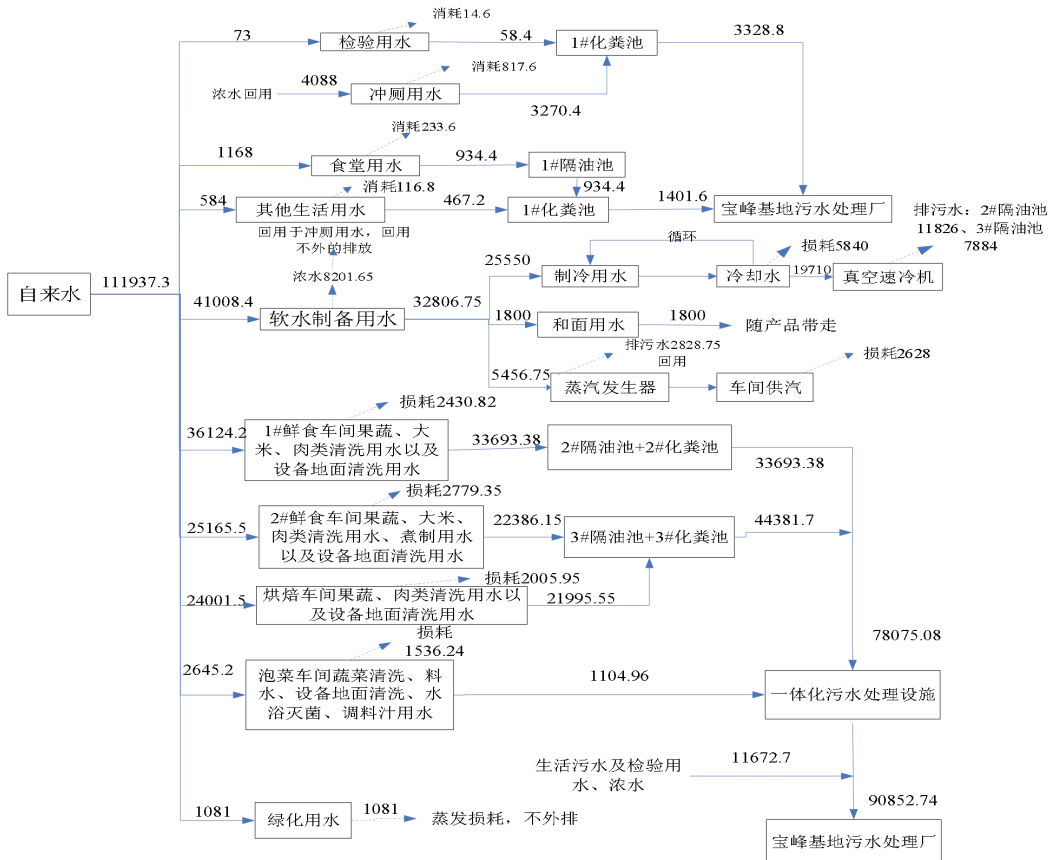 消耗14.6
73
检验用水
58.4
1#化粪池
3328.8
消耗817.6
浓水回用
4088
冲厕用水
3270.4
消耗233.6
1168
食堂用水
934.4
1#隔油池
消耗116.8
934.4
584
其他生活用水
467.2
1#化粪池
1401.6
宝峰基地污水处理厂
回用于冲厕用水，回用
不外的排放
浓水8201.65
循环
排污水：2#隔油池
11826、3#隔油池
7884
25550
制冷用水
冷却水
损耗5840
19710
真空速冷机
自来水
111937.3
41008.4
软水制备用水
32806.75
1800
和面用水
1800
随产品带走
排污水2828.75
回用
5456.75
蒸汽发生器
车间供汽
损耗2628
损耗2430.82
36124.2
1#鲜食车间果蔬、大
米、肉类清洗用水以及
设备地面清洗用水
33693.38
2#隔油池+2#化粪池
33693.38
损耗2779.35
25165.5
2#鲜食车间果蔬、大米、
肉类清洗用水、煮制用水
以及设备地面清洗用水
22386.15
3#隔油池+3#化粪池
44381.7
损耗2005.95
24001.5
烘焙车间果蔬、肉类清洗用水以
及设备地面清洗用水
21995.55
损耗
1536.24
78075.08
2645.2
泡菜车间蔬菜清洗、料
水、设备地面清洗、水
浴灭菌、调料汁用水
1104.96
一体化污水处理设施
生活污水及检验用
水、浓水
11672.7
90852.74
1081
绿化用水
1081
蒸发损耗，不外排
宝峰基地污水处理厂